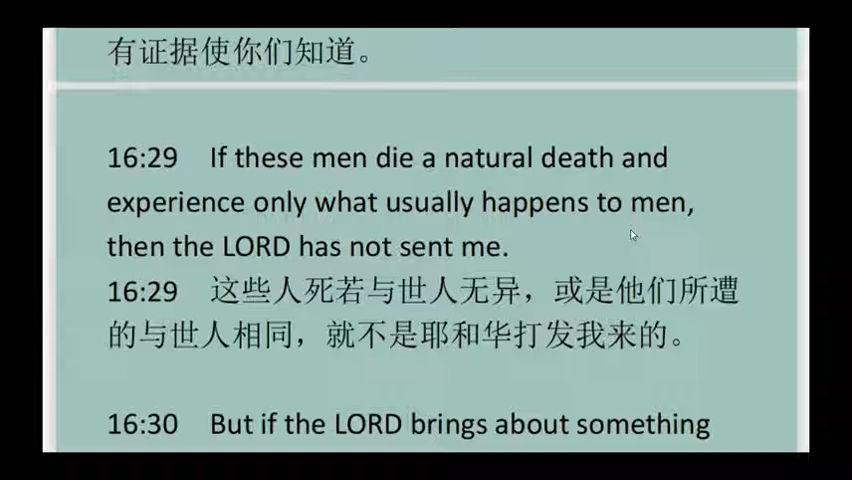 有证据使你们知道。
16:29 If these men die a natural death and
experience only what usually happens to men,
then the LORD has not sent me.
16:29 这些人死若与世人无异，或是他们所遭
的与世人相同，就不是耶和华打发我来的。
16:30 But if the LORD brings about something